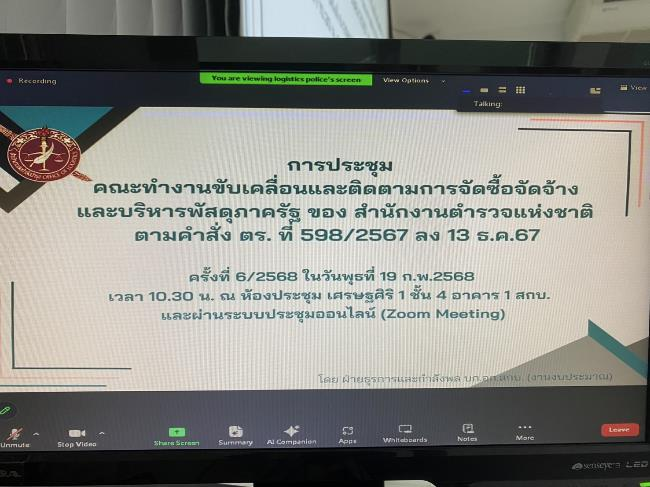 Recording
You are viewing logistics police's screen
View Options
View
Talking:
การประชุม
คณะทำงานขับเคลื่อนและติดตามการจัดซื้อจัดจ้าง
และบริหารพัสดุภาครัฐ ของ สำนักงานตำรวจแห่งชาติ
ตามคำสั่ง ตร. ที่ 598/2567 ลง 13 ธ.ค.67
ครั้งที่ 6/2568 ในวันพุธที่ 19 ก.พ.2568
เวลา 10.30 น. ณ ห้องประชุม เศรษฐศิริ 1 ชั้น 4 อาคาร 1 สกบ.
และผ่านระบบประชุมออนไลน์ (Zoom Meeting)
โดย ฝ่ายธุรการและกำลังพล บก.อก.สกบ. (งานงบประมาณ)
Unmute
Stop Video
Share Screen
Summary
AI Companion
Apps
Whiteboards
Notes
More
Leave
LED